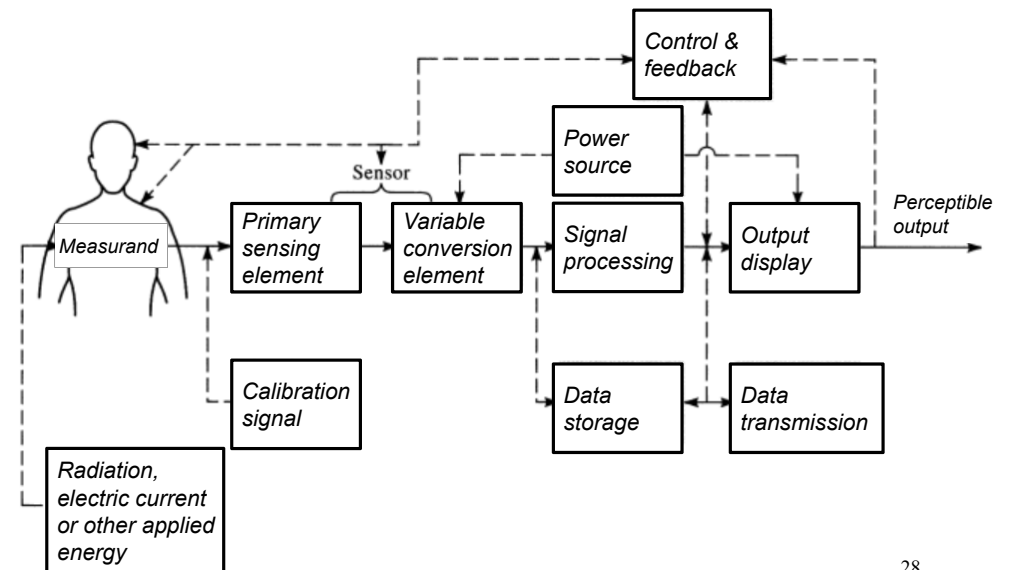 Control &
feedback
Power
source
Sensor
Perceptible
output
Measurand
Primary
sensing
element
Variable
conversion
element
Signal
processing
Output
display
Calibration
signal
Data
storage
Data
transmission
Radiation,
electric current
or other applied
energy
28